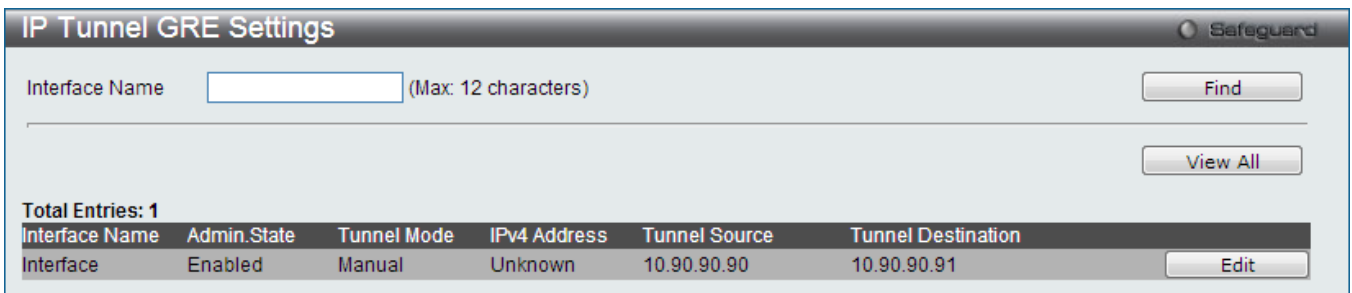 IP Tunnel GRE Settings Safeguard
Interface Name (Max: 12 characters) Find
View All
Total Entries: 1
Interface Name Admin.State Tunnel Mode IPv4 Address Tunnel Source Tunnel Destination
Interface Enabled Manual Unknown 10.90.90.90 10.90.90.91 Edit